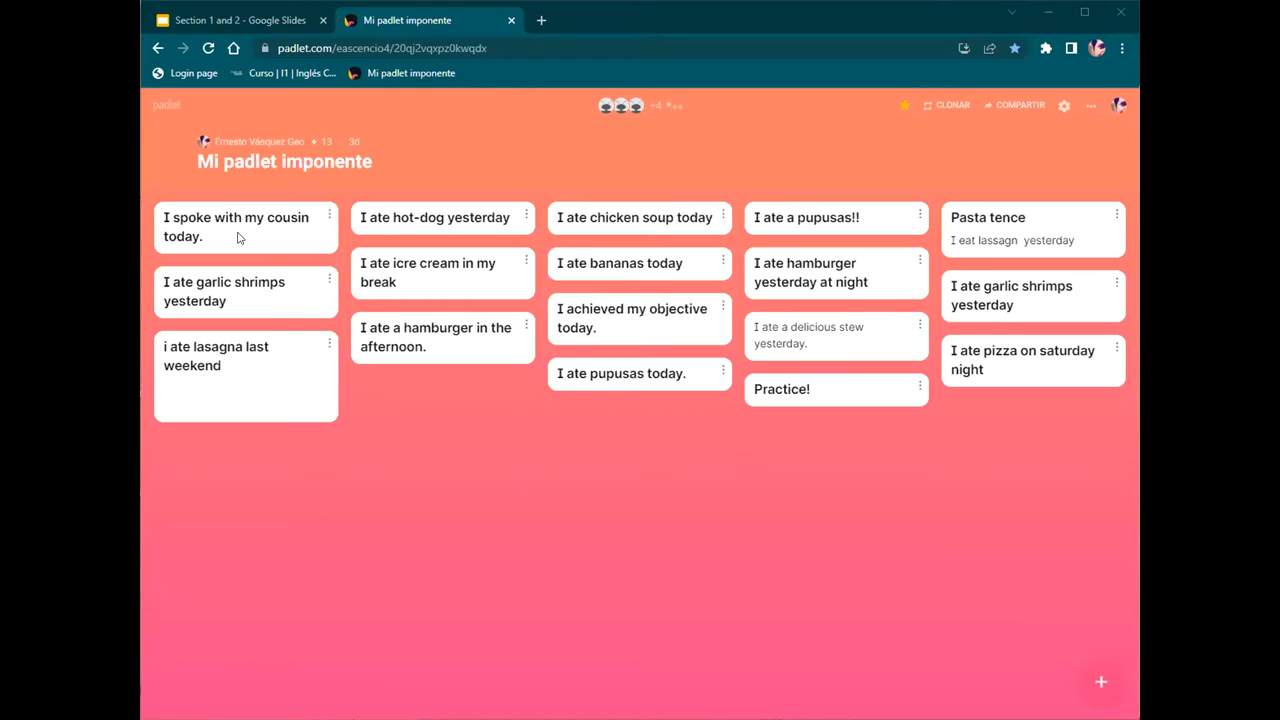 Section 1 and 2 - Google Slides
Mi padlet imponente
padlet.com/eascencio4/20qj2vqxpz0kwqdx
Login page
Curso | I1 | Inglés C...
Mi padlet imponente
padlet
+4
CLONAR
COMPARTIR
Ernesto Vásquez Geo + 13 3d
Mi padlet imponente
I spoke with my cousin
today.
I ate garlic shrimps
yesterday
i ate lasagna last
weekend
I ate hot-dog yesterday
I ate icre cream in my
break
I ate a hamburger in the
afternoon.
I ate chicken soup today
I ate bananas today
I achieved my objective
today.
I ate pupusas today.
I ate a pupusas!!
I ate hamburger
yesterday at night
I ate a delicious stew
yesterday.
Practice!
Pasta tence
I eat lassagn yesterday
I ate garlic shrimps
yesterday
I ate pizza on saturday
night